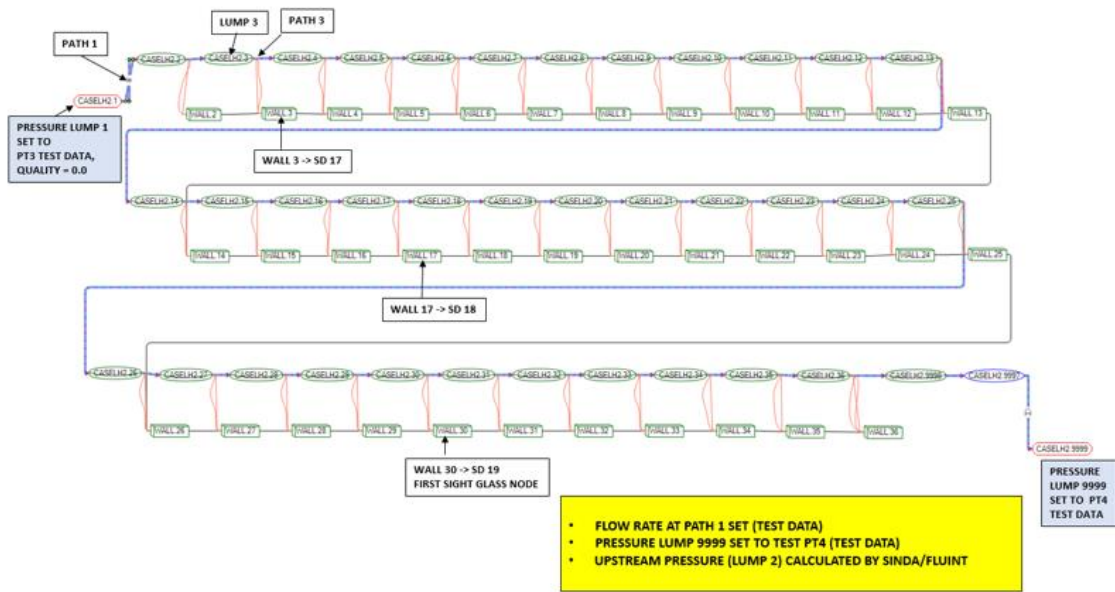 LUMP 3
PATH 3
PATH 1
CASELH2.2 CASELH2.3 CASELH2.4 CASELH2.5 CASELH2.6 CASELH2.7 CASELH2.8 CASELH2.9 CASELH2.10 CASELH2.11 CASELH2.12 CASELH2.13
CASELH2.1
WALL.2 WALL.3 WALL.4 WALL.5 WALL.6 WALL.7 WALL.8 WALL.9 WALL.10 WALL.11 WALL.12 WALL.13
PRESSURE LUMP 1
SET TO
PT3 TEST DATA,
QUALITY = 0.0
WALL 3 -> SD 17
CASELH2.14 CASELH2.15 CASELH2.16 CASELH2.17 CASELH2.18 CASELH2.19 CASELH2.20 CASELH2.21 CASELH2.22 CASELH2.23 CASELH2.24 CASELH2.25
WALL.14 WALL.15 WALL.16 WALL.17 WALL.18 WALL.19 WALL.20 WALL.21 WALL.22 WALL.23 WALL.24 WALL.25
WALL 17 -> SD 18
CASELH2.26 CASELH2.27 CASELH2.28 CASELH2.29 CASELH2.30 CASELH2.31 CASELH2.32 CASELH2.33 CASELH2.34 CASELH2.35 CASELH2.36 CASELH2.9998 CASELH2.9997
WALL.26 WALL.27 WALL.28 WALL.29 WALL.30 WALL.31 WALL.32 WALL.33 WALL.34 WALL.35 WALL.36
CASELH2.9999
WALL 30 -> SD 19
FIRST SIGHT GLASS NODE
PRESSURE
LUMP 9999
SET TO PT4
TEST DATA
• FLOW RATE AT PATH 1 SET (TEST DATA)
• PRESSURE LUMP 9999 SET TO TEST PT4 (TEST DATA)
• UPSTREAM PRESSURE (LUMP 2) CALCULATED BY SINDA/FLUINT